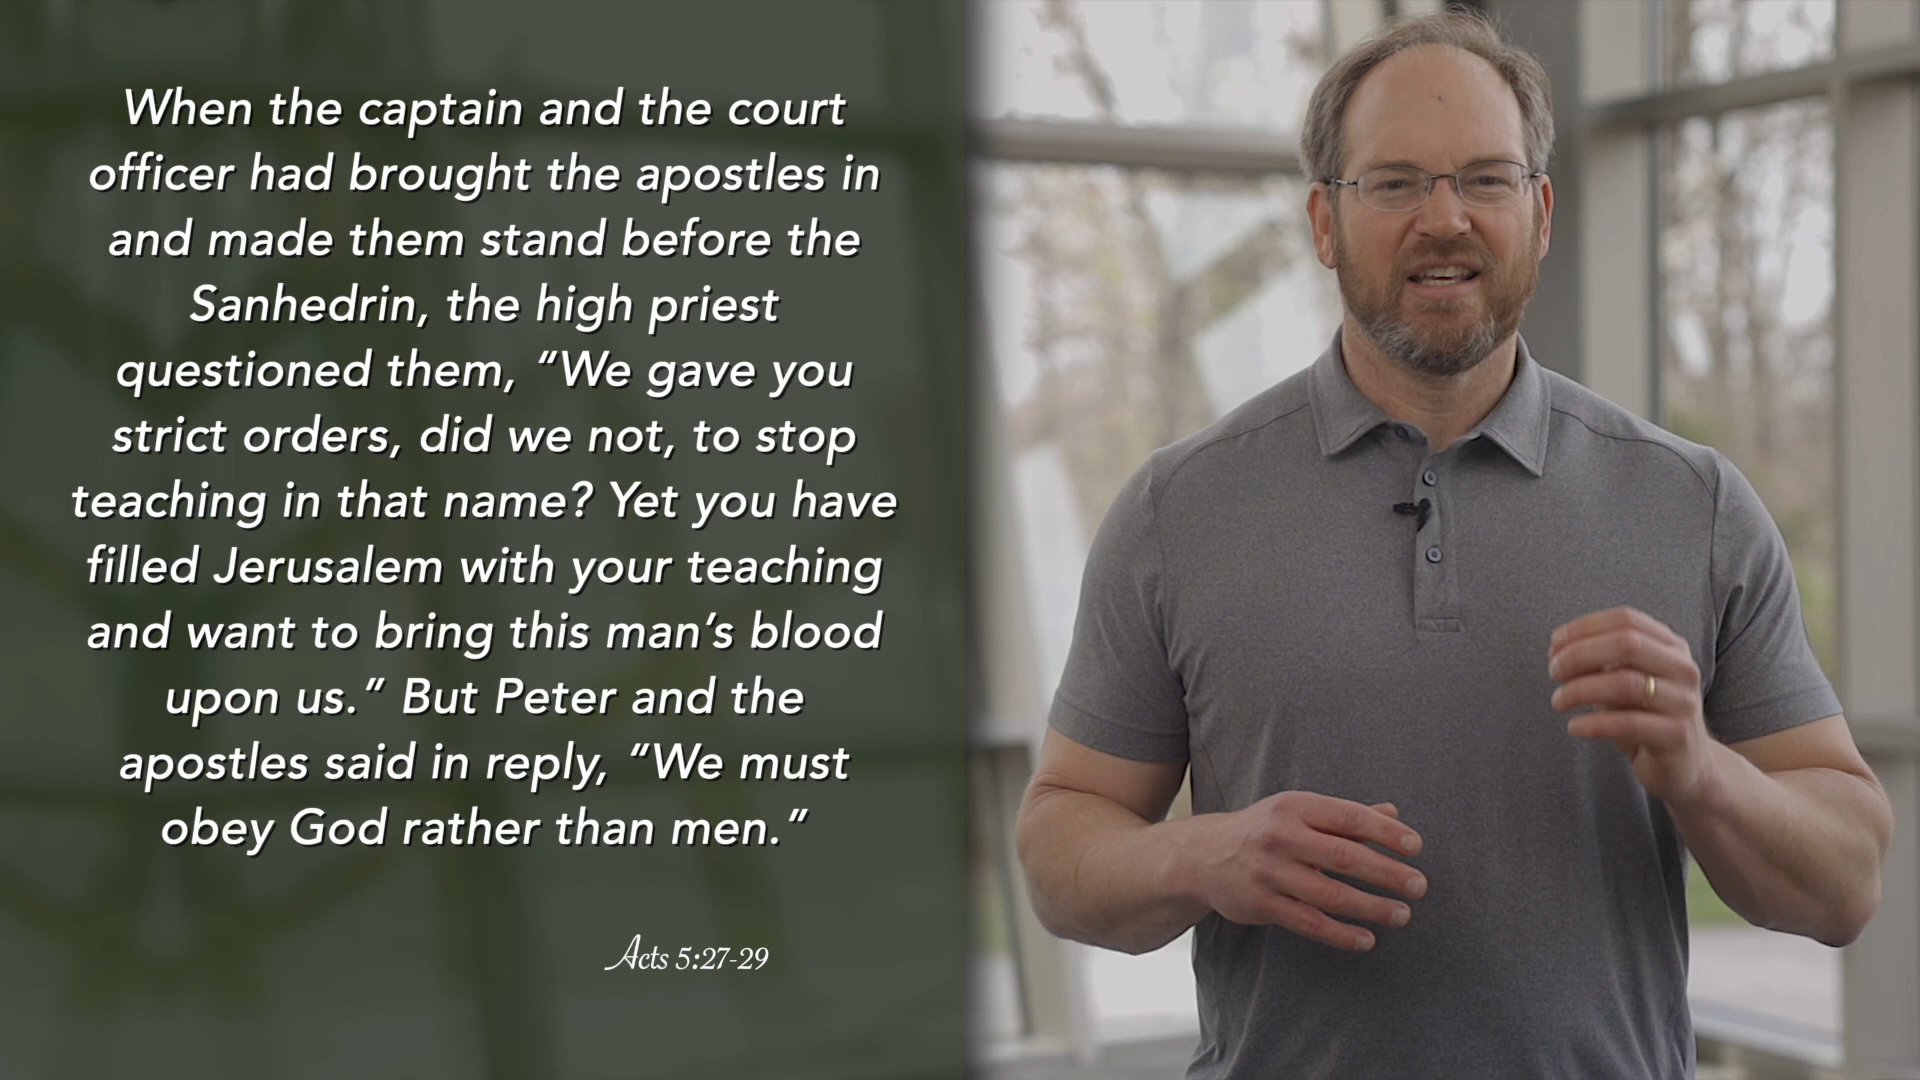 When the captain and the court
officer had brought the apostles in
and made them stand before the
Sanhedrin, the high priest
questioned them, “We gave you
strict orders, did we not, to stop
teaching in that name? Yet you have
filled Jerusalem with your teaching
and want to bring this man’s blood
upon us.” But Peter and the
apostles said in reply, “We must
obey God rather than men.”
Acts 5:27-29